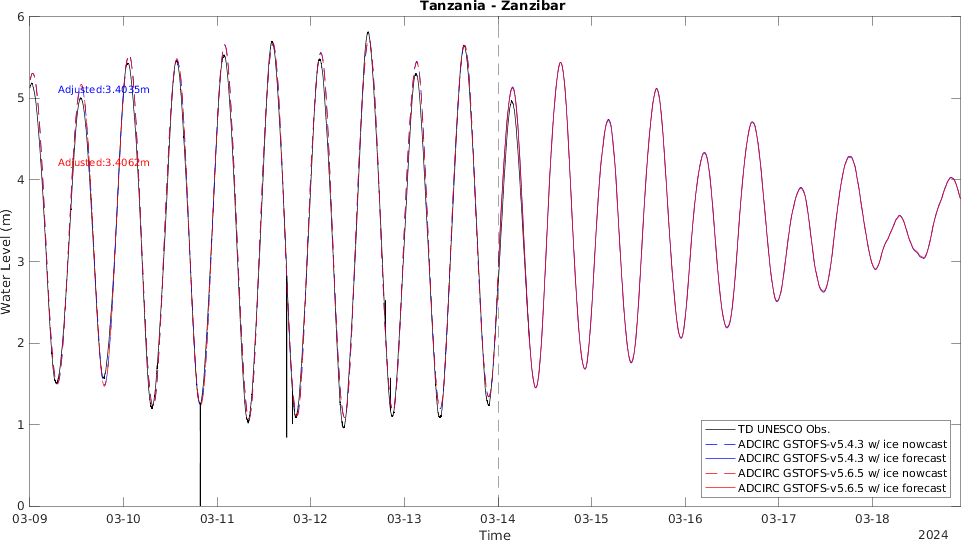 Tanzania - Zanzibar
6
5
4
3
2
1
0
Water Level (m)
Adjusted:3.4035m
Adjusted:3.4062m
TD UNESCO Obs.
ADCIRC GSTOFS-v5.4.3 w/ ice nowcast
ADCIRC GSTOFS-v5.4.3 w/ ice forecast
ADCIRC GSTOFS-v5.6.5 w/ ice nowcast
ADCIRC GSTOFS-v5.6.5 w/ ice forecast
03-09 03-10 03-11 03-12 03-13 03-14 03-15 03-16 03-17 03-18
Time
2024